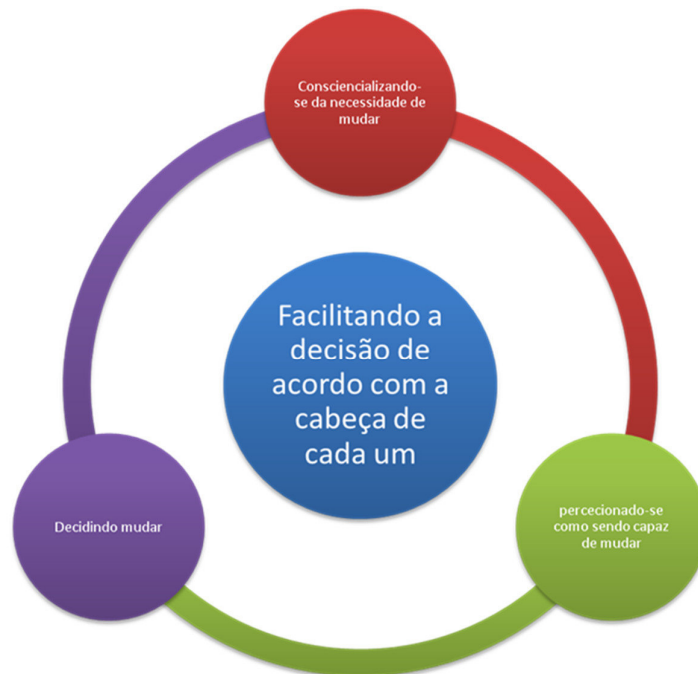 Consciencializando-
se da necessidade de
mudar
Facilitando a
decisão de
acordo com a
cabeça de
cada um
Decidindo mudar
percecionado-se
como sendo capaz
de mudar